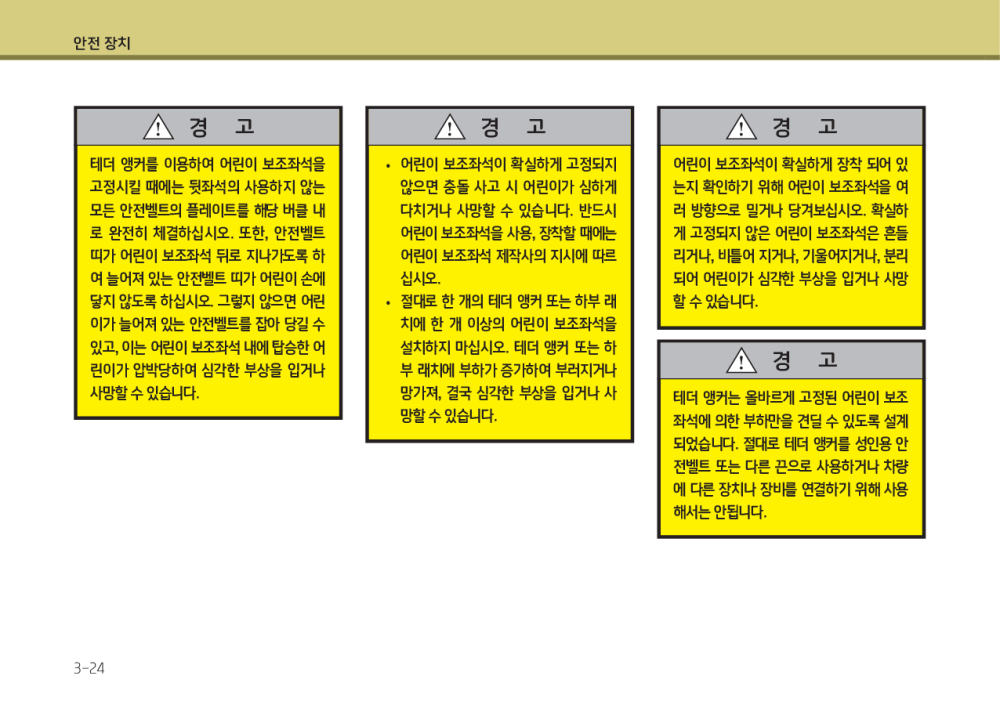 안전 장치
경 고
테더 앵커를 이용하여 어린이 보조좌석을
고정시킬 때에는 뒷좌석의 사용하지 않는
모든 안전벨트의 플레이트를 해당 버클 내
로 완전히 체결하십시오. 또한, 안전벨트
띠가 어린이 보조좌석 뒤로 지나가도록 하
여 늘어져 있는 안전벨트 띠가 어린이 손에
닿지 않도록 하십시오. 그렇지 않으면 어린
이가 늘어져 있는 안전벨트를 잡아 당길 수
있고, 이는 어린이 보조좌석 내에 탑승한 어
린이가 압박당하여 심각한 부상을 입거나
사망할 수 있습니다.
경 고
• 어린이 보조좌석이 확실하게 고정되지
않으면 충돌 사고 시 어린이가 심하게
다치거나 사망할 수 있습니다. 반드시
어린이 보조좌석을 사용, 장착할 때에는
어린이 보조좌석 제작사의 지시에 따르
십시오.
• 절대로 한 개의 테더 앵커 또는 하부 래
치에 한 개 이상의 어린이 보조좌석을
설치하지 마십시오. 테더 앵커 또는 하
부 래치에 부하가 증가하여 부러지거나
망가져, 결국 심각한 부상을 입거나 사
망할 수 있습니다.
경 고
어린이 보조좌석이 확실하게 장착 되어 있
는지 확인하기 위해 어린이 보조좌석을 여
러 방향으로 밀거나 당겨보십시오. 확실하
게 고정되지 않은 어린이 보조좌석은 흔들
리거나, 비틀어 지거나, 기울어지거나, 분리
되어 어린이가 심각한 부상을 입거나 사망
할 수 있습니다.
경 고
테더 앵커는 올바르게 고정된 어린이 보조
좌석에 의한 부하만을 견딜 수 있도록 설계
되었습니다. 절대로 테더 앵커를 성인용 안
전벨트 또는 다른 끈으로 사용하거나 차량
에 다른 장치나 장비를 연결하기 위해 사용
해서는 안됩니다.
3-24